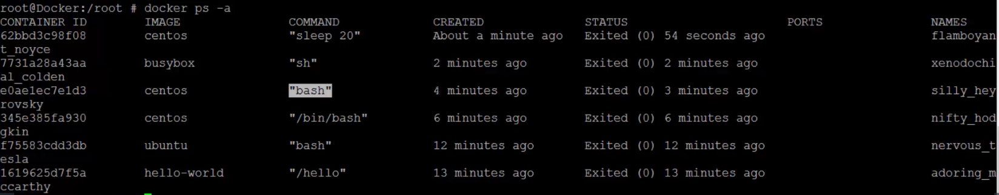 root@Docker:/root # docker ps -a
CONTAINER ID IMAGE COMMAND CREATED STATUS PORTS NAMES
62bbd3c98f08 centos "sleep 20" About a minute ago Exited (0) 54 seconds ago flamboyan
t_noyce
7731a28a43aa busybox "sh" 2 minutes ago Exited (0) 2 minutes ago xenodochi
al_colden
e0ae1ec7e1d3 centos "bash" 4 minutes ago Exited (0) 3 minutes ago silly_hey
rovsky
345e385fa930 centos "/bin/bash" 6 minutes ago Exited (0) 6 minutes ago nifty_hod
gkin
f75583cdd3db ubuntu "bash" 12 minutes ago Exited (0) 12 minutes ago nervous_t
esla
1619625d7f5a hello-world "/hello" 13 minutes ago Exited (0) 13 minutes ago adoring_m
ccarthy